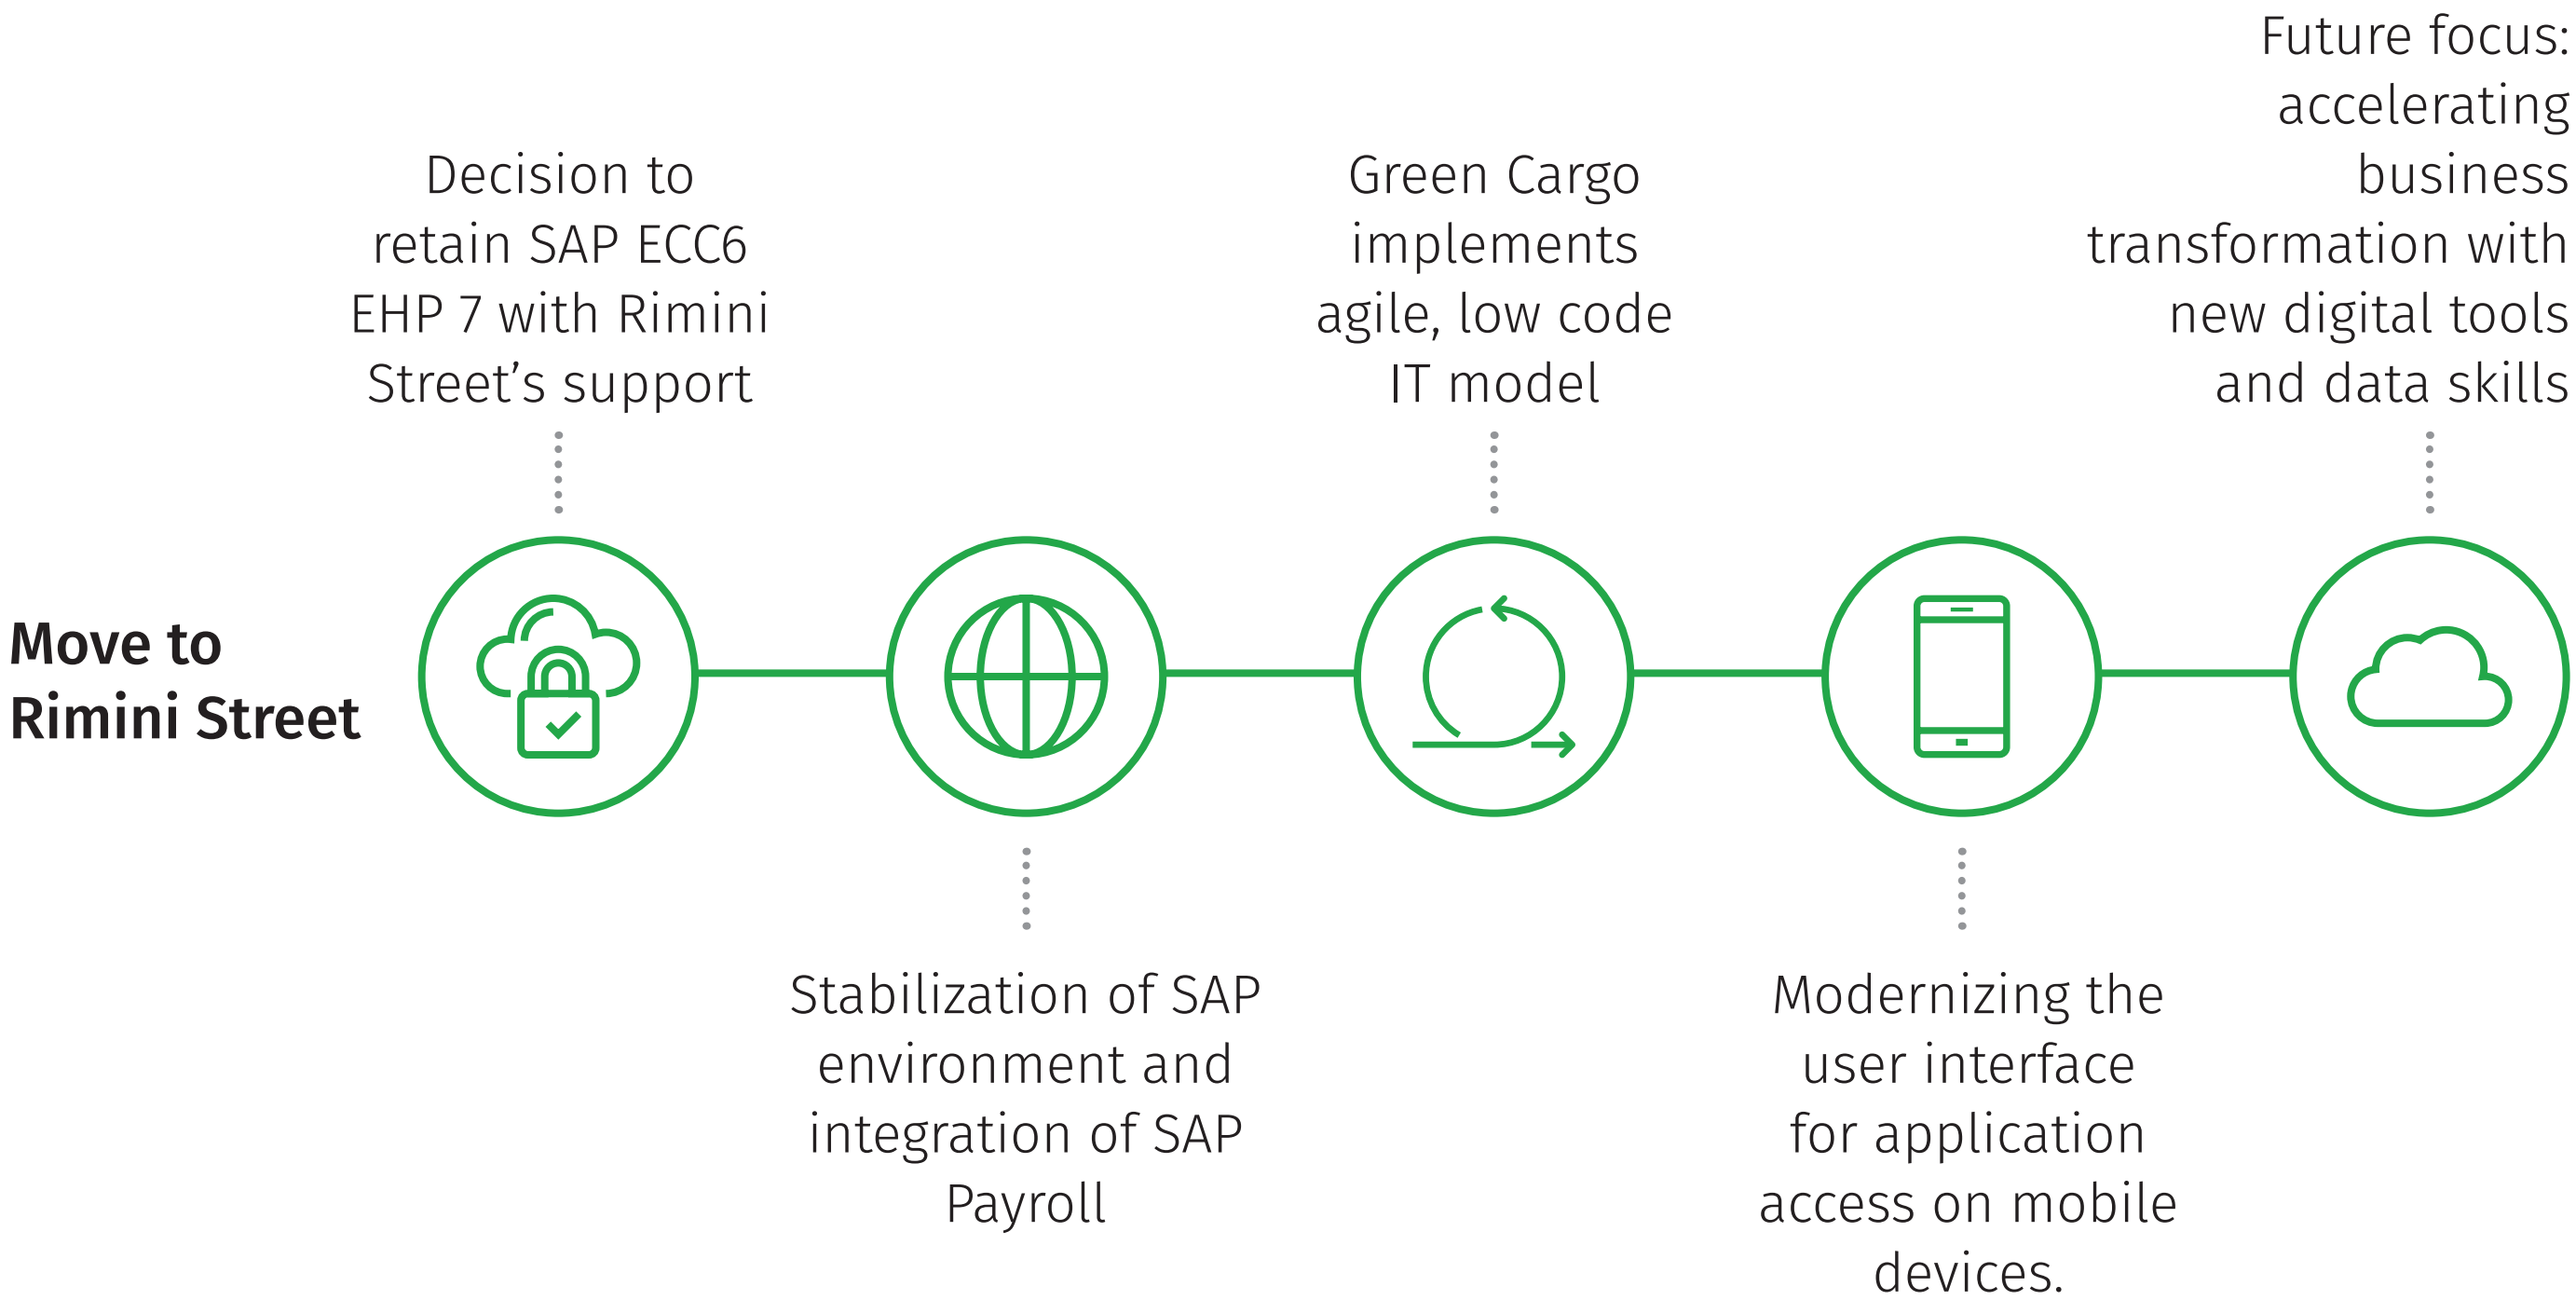 Move to
Rimini Street
Decision to
retain SAP ECC6
EHP 7 with Rimini
Street’s support
Stabilization of SAP
environment and
integration of SAP
Payroll
Green Cargo
implements
agile, low code
IT model
Modernizing the
user interface
for application
access on mobile
devices.
Future focus:
accelerating
business
transformation with
new digital tools
and data skills